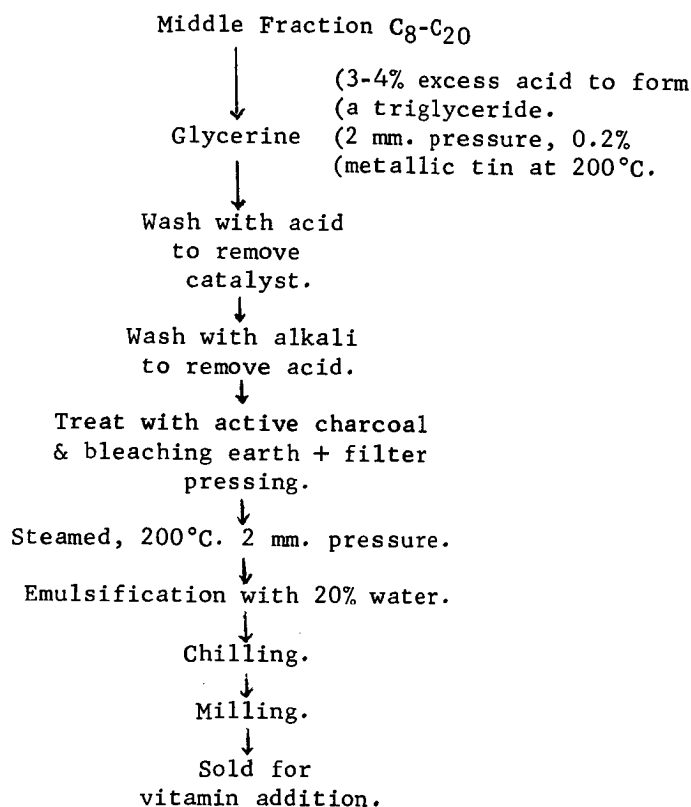 Middle Fraction C8-C20
(3-4% excess acid to form
(a triglyceride.
Glycerine (2 mm. pressure, 0.2%
(metallic tin at 200°C.
Wash with acid
to remove
catalyst.
Wash with alkali
to remove acid.
Treat with active charcoal
& bleaching earth + filter
pressing.
Steamed, 200°C. 2 mm. pressure.
Emulsification with 20% water.
Chilling.
Milling.
Sold for
vitamin addition.